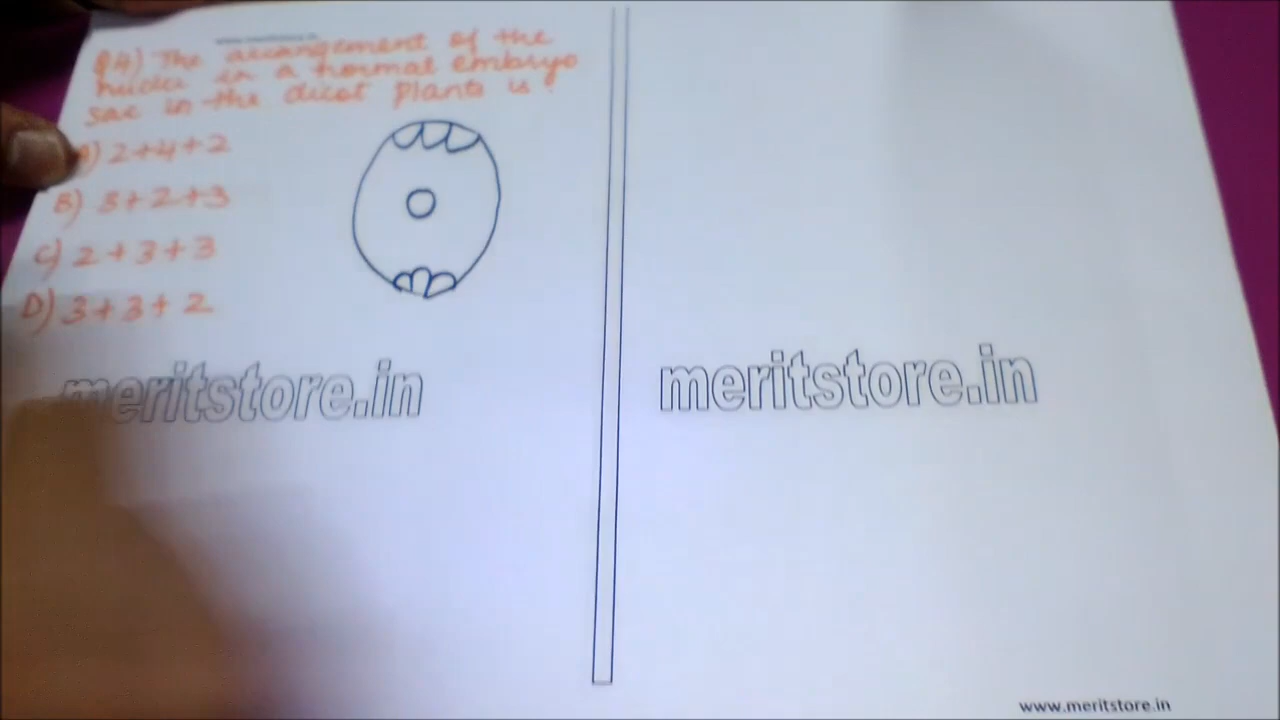 Q4) The arrangement of the
nuclei in a normal embryo
sac in the dicot plants is?
A) 2+4+2
B) 3+2+3
C) 2+3+3
D) 3+3+2
meritstore.in
meritstore.in
www.meritstore.in